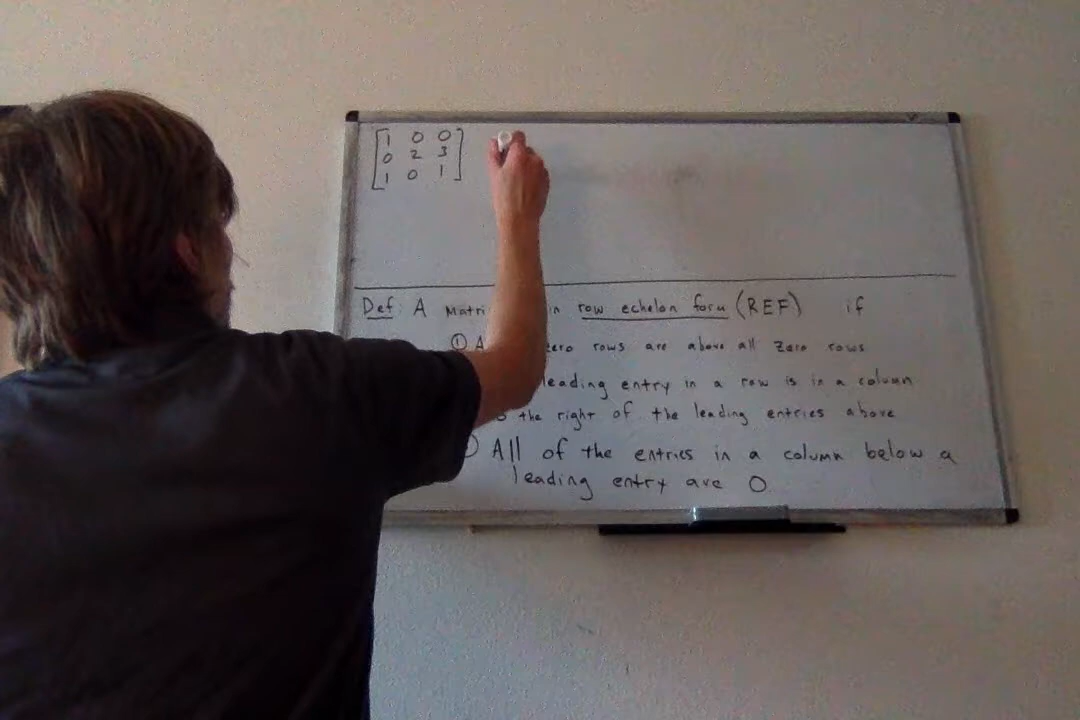 1 0 0
0 2 3
1 0 1
Def: A Matri in row echelon form (REF) if
① A zero rows are above all zero rows
leading entry in a row is in a column
the right of the leading entries above
All of the entries in a column below a
leading entry are 0